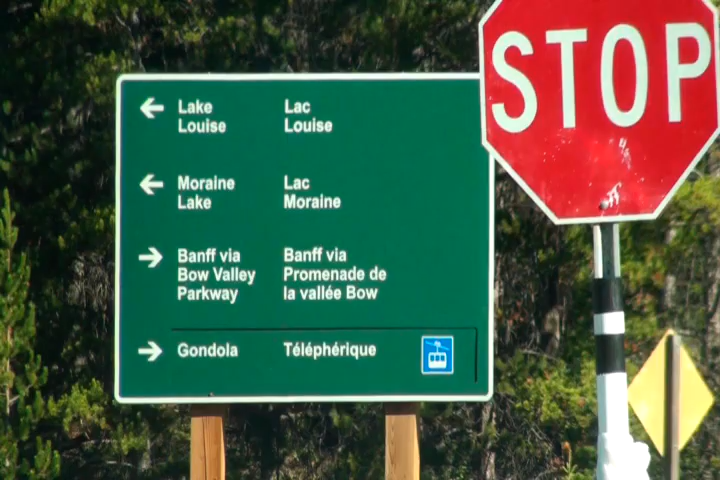 STOP
Lake Lac
Louise Louise
Moraine Lac
Lake Moraine
Banff via Banff via
Bow Valley Promenade de
Parkway la vallée Bow
Gondola Téléphérique